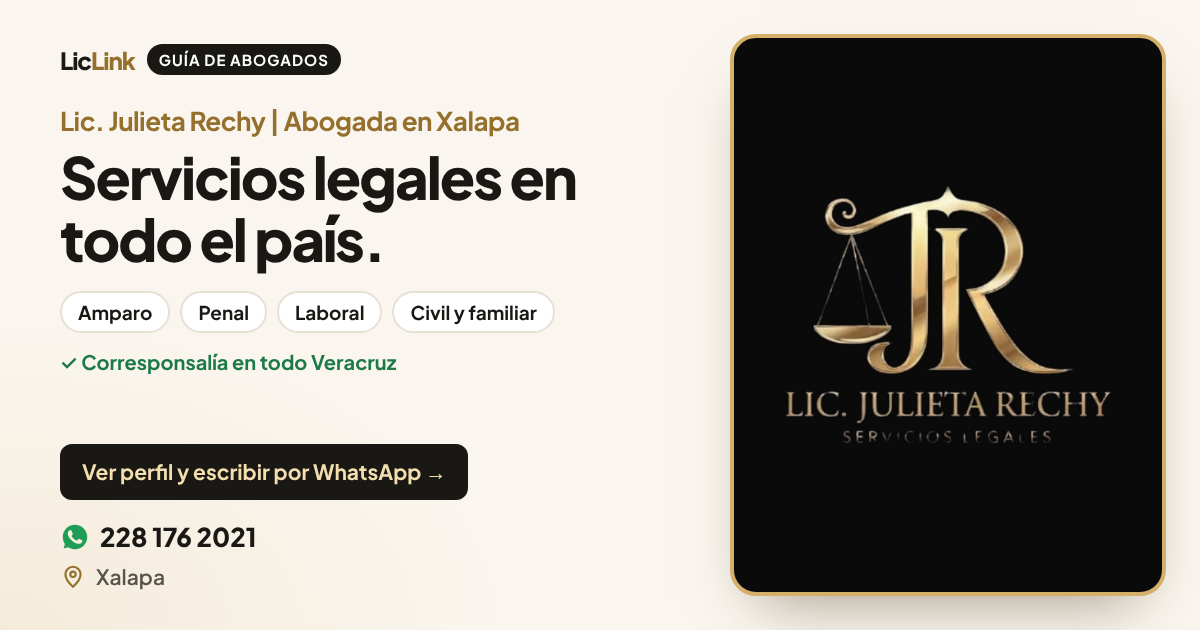 LicLink
GUÍA DE ABOGADOS
Lic. Julieta Rechy | Abogada en Xalapa
Servicios legales en
todo el país.
Amparo
Penal
Laboral
Civil y familiar
✓ Corresponsalía en todo Veracruz
Ver perfil y escribir por WhatsApp →
228 176 2021
Xalapa
JR
LIC. JULIETA RECHY
SERVICIOS LEGALES